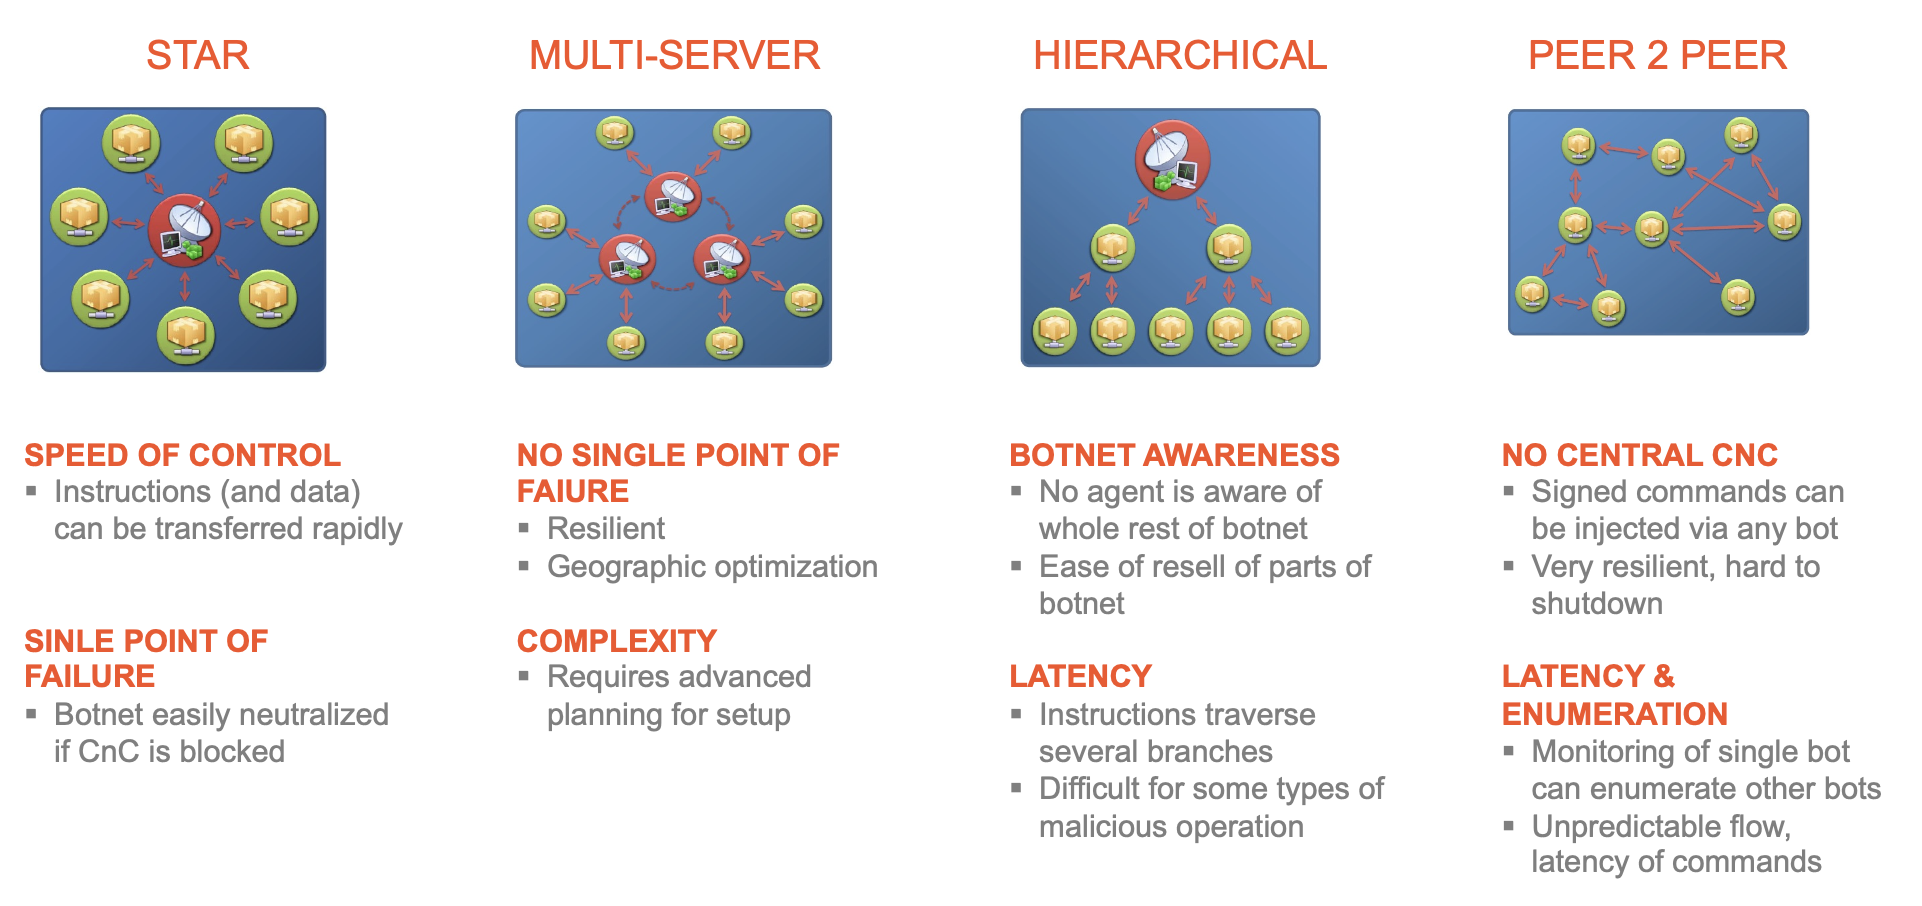 STAR
MULTI-SERVER
HIERARCHICAL
PEER 2 PEER
SPEED OF CONTROL
▪ Instructions (and data)
can be transferred rapidly
SINLE POINT OF
FAILURE
▪ Botnet easily neutralized
if CnC is blocked
NO SINGLE POINT OF
FAIURE
▪ Resilient
▪ Geographic optimization
COMPLEXITY
▪ Requires advanced
planning for setup
BOTNET AWARENESS
▪ No agent is aware of
whole rest of botnet
▪ Ease of resell of parts of
botnet
LATENCY
▪ Instructions traverse
several branches
▪ Difficult for some types of
malicious operation
NO CENTRAL CNC
▪ Signed commands can
be injected via any bot
▪ Very resilient, hard to
shutdown
LATENCY &
ENUMERATION
▪ Monitoring of single bot
can enumerate other bots
▪ Unpredictable flow,
latency of commands